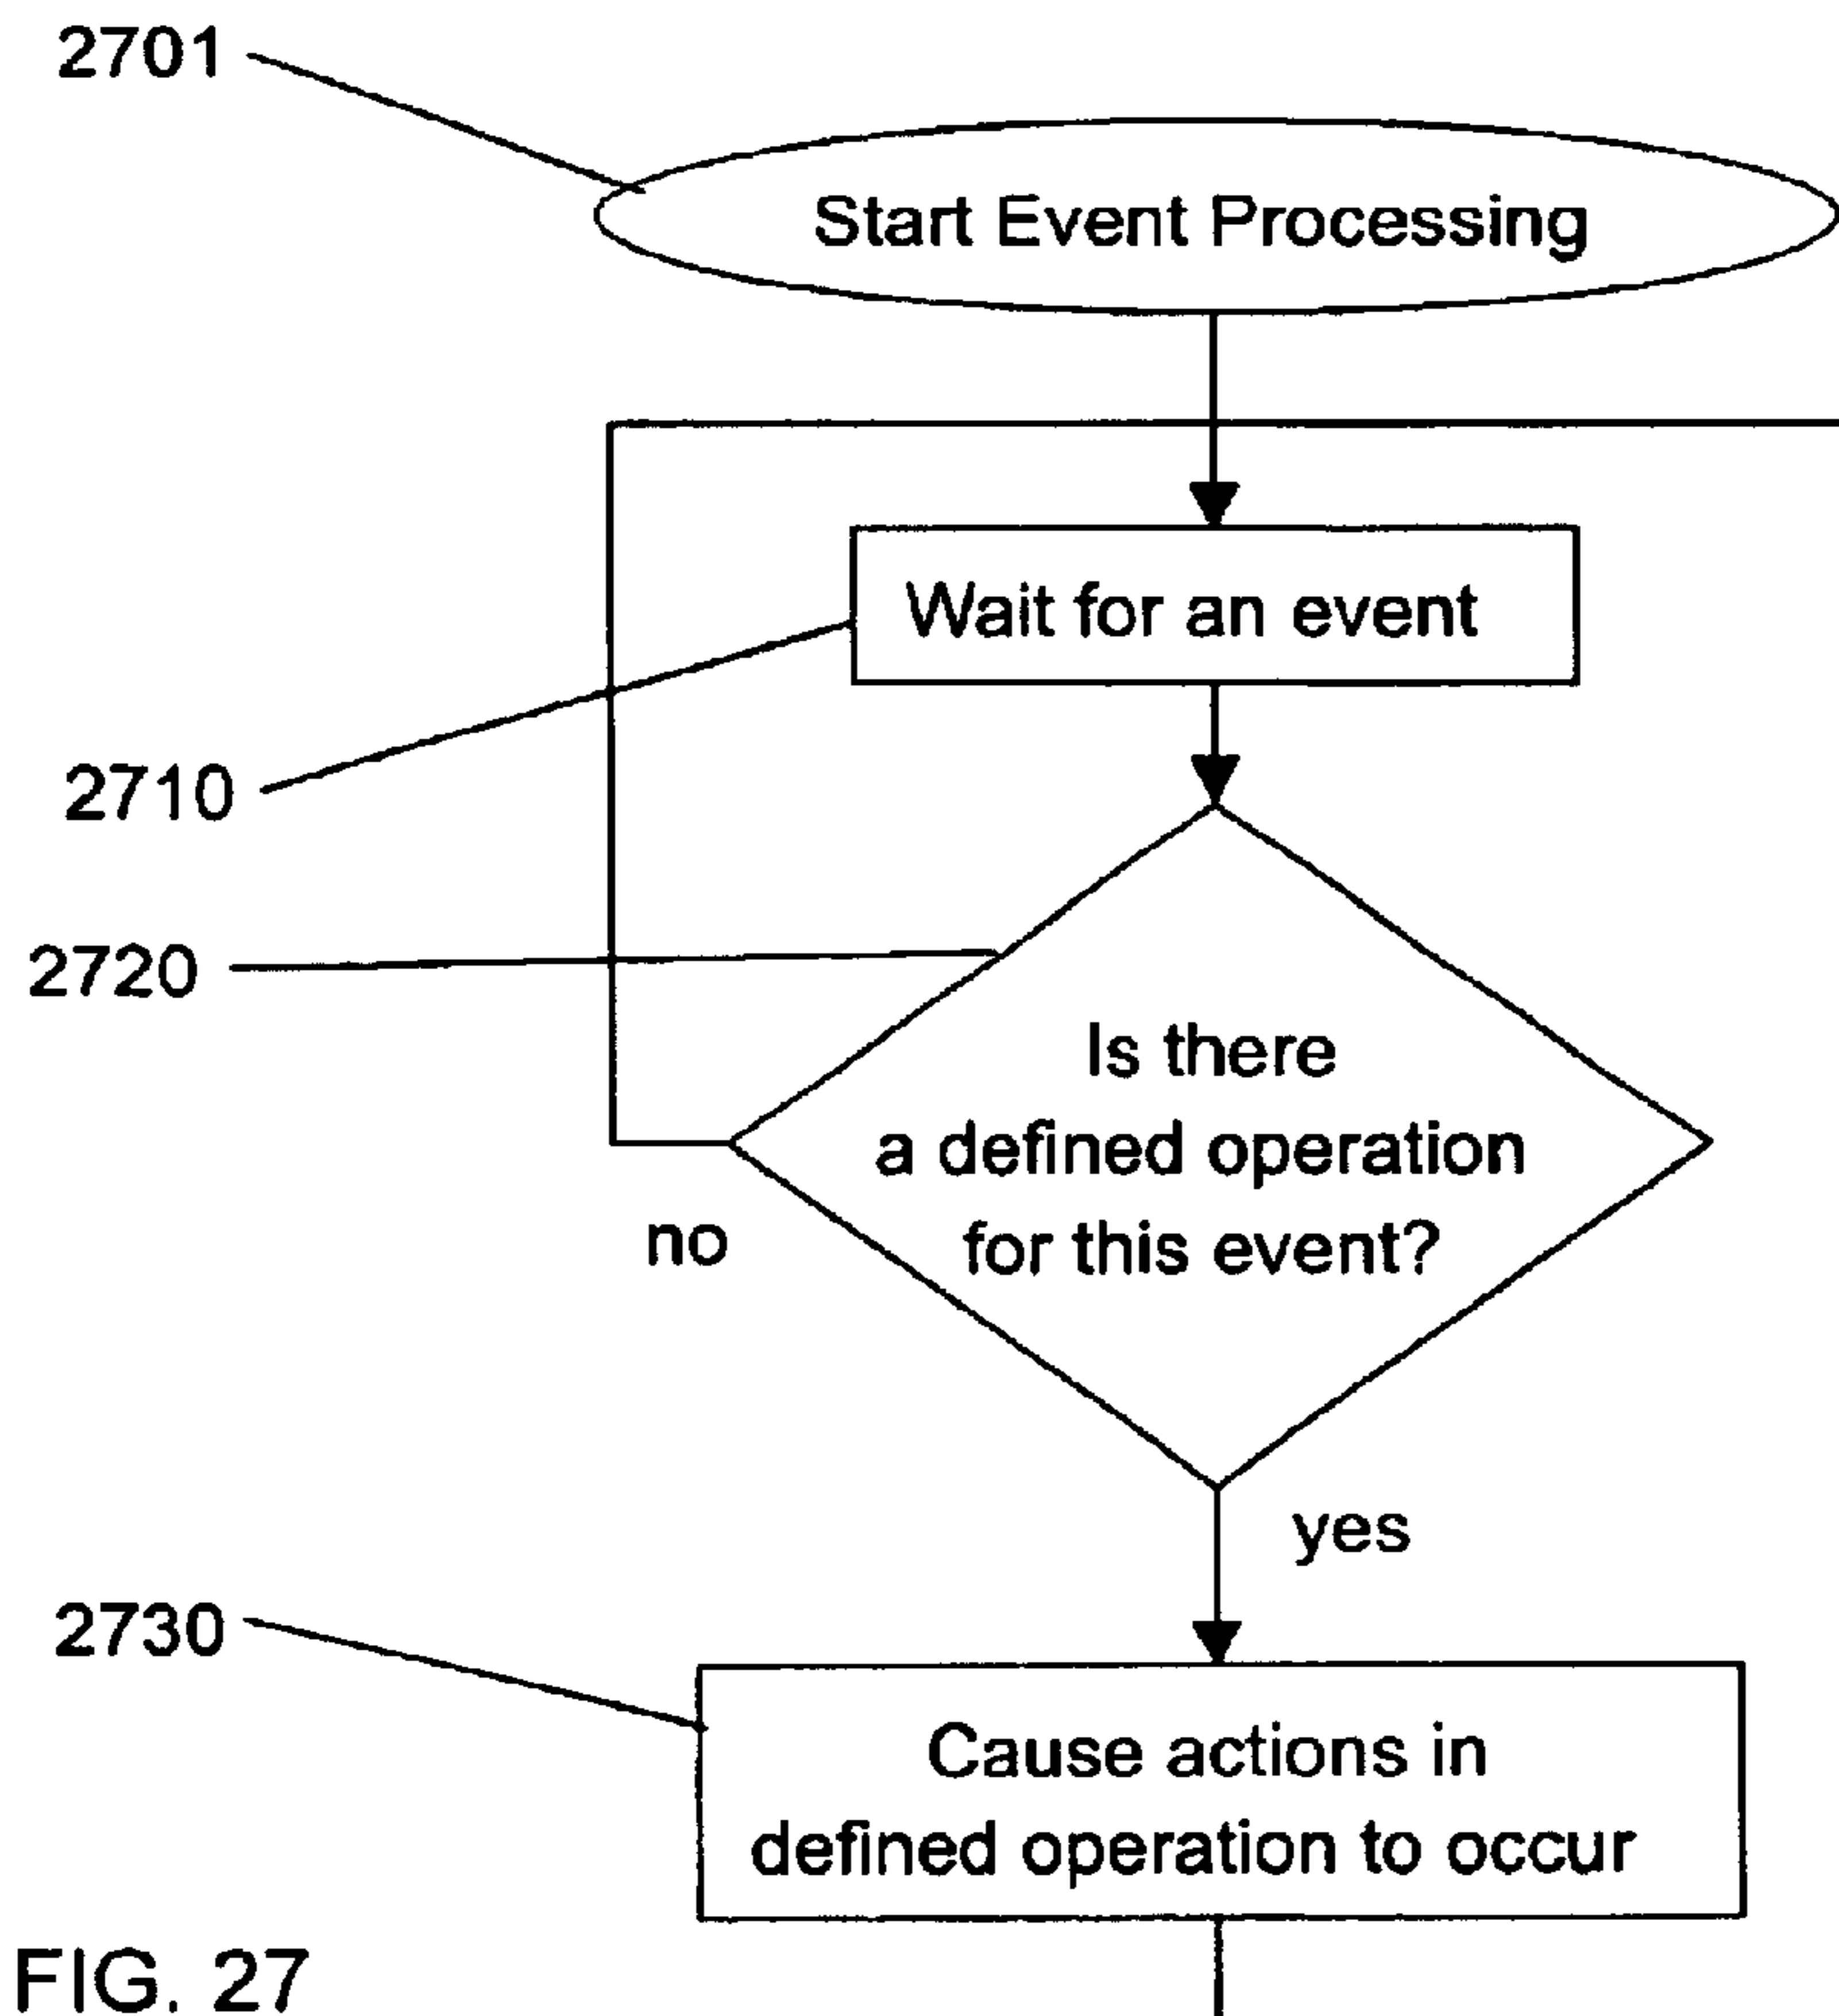 2701
Start Event Processing
Wait for an event
2710
2720
Is there
a defined operation
for this event?
no
yes
2730
Cause actions in
defined operation to occur
FIG. 27